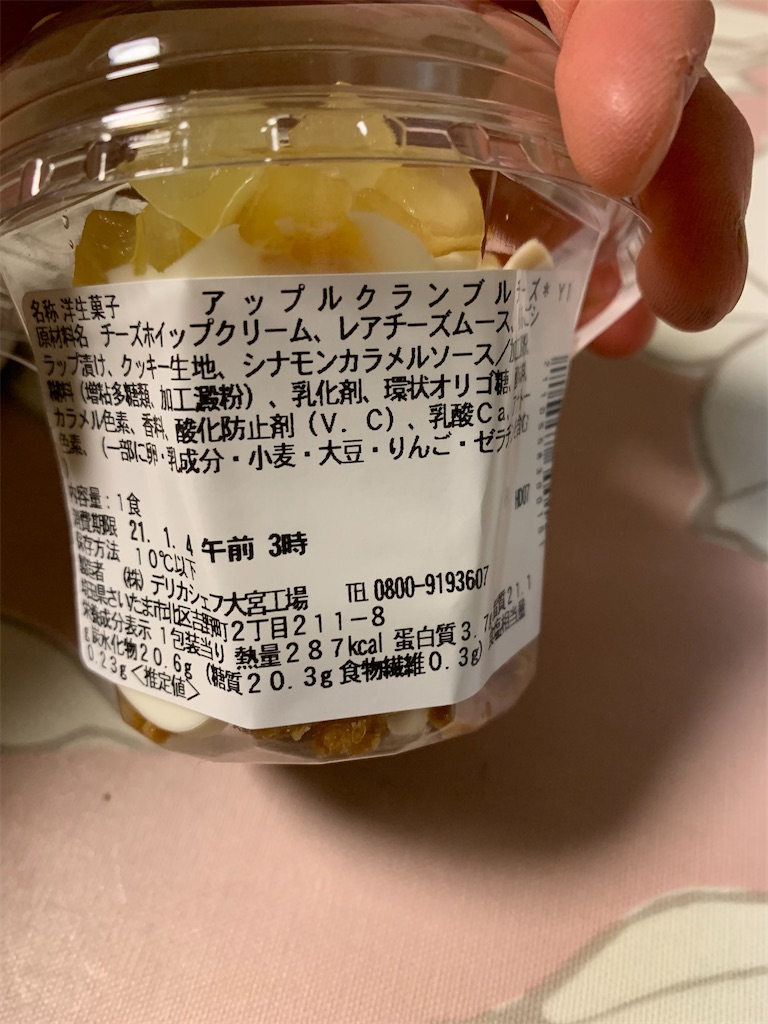 名称 洋生菓子 アップルクランブルチーズ* Y
原材料名 チーズホイップクリーム、レアチーズムース、りんごシ
ラップ漬け、クッキー生地、シナモンカラメルソース/加工
糊料(増粘多糖類、加工澱粉)、乳化剤、環状オリゴ糖、
カラメル色素、香料、酸化防止剤(V.C)、乳酸Ca、
色素、(一部に卵・乳成分・小麦・大豆・りんご・ゼラチ
内容量:1食
消費期限 21. 1. 4 午前 3時
保存方法 10℃以下
製造者 (株)デリカシェフ大宮工場 TEL 0800-9193607
埼玉県さいたま市北区吉野町2丁目211-8
栄養成分表示 1包装当り 熱量287kcal 蛋白質3.7 脂質21.1
g 炭水化物20.6g (糖質20.3g 食物繊維0.3g) 食塩相当量
0.23g<推定値>
HD07